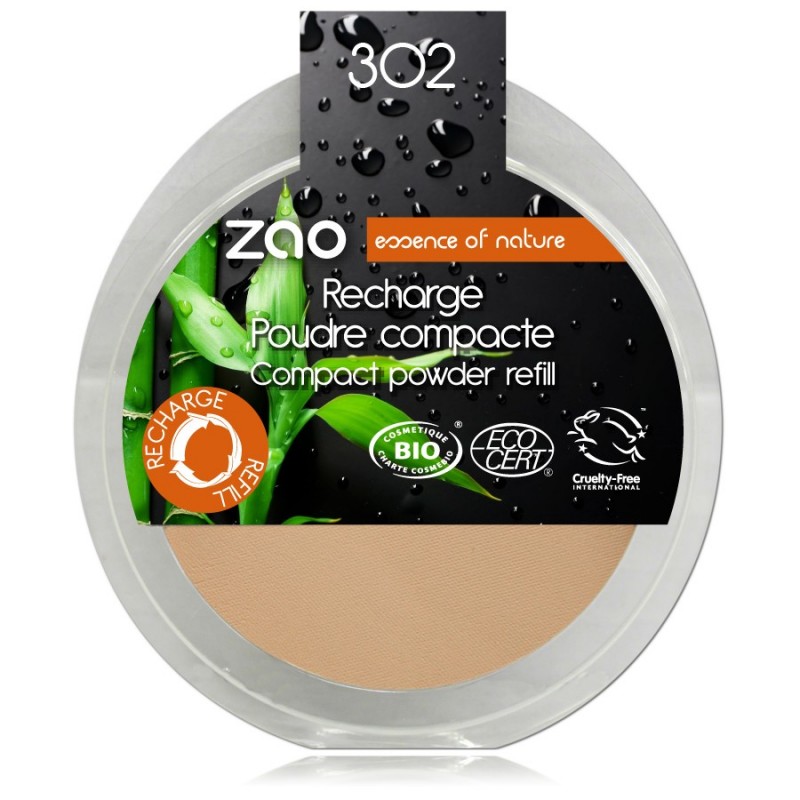 302
zao essence of nature
Recharge
Poudre compacte
Compact powder refill
RECHARGE
REFILL
COSMETIQUE
BIO
®
CHARTE COSMEBIO
ECO
CERT
®
Cruelty-Free
INTERNATIONAL